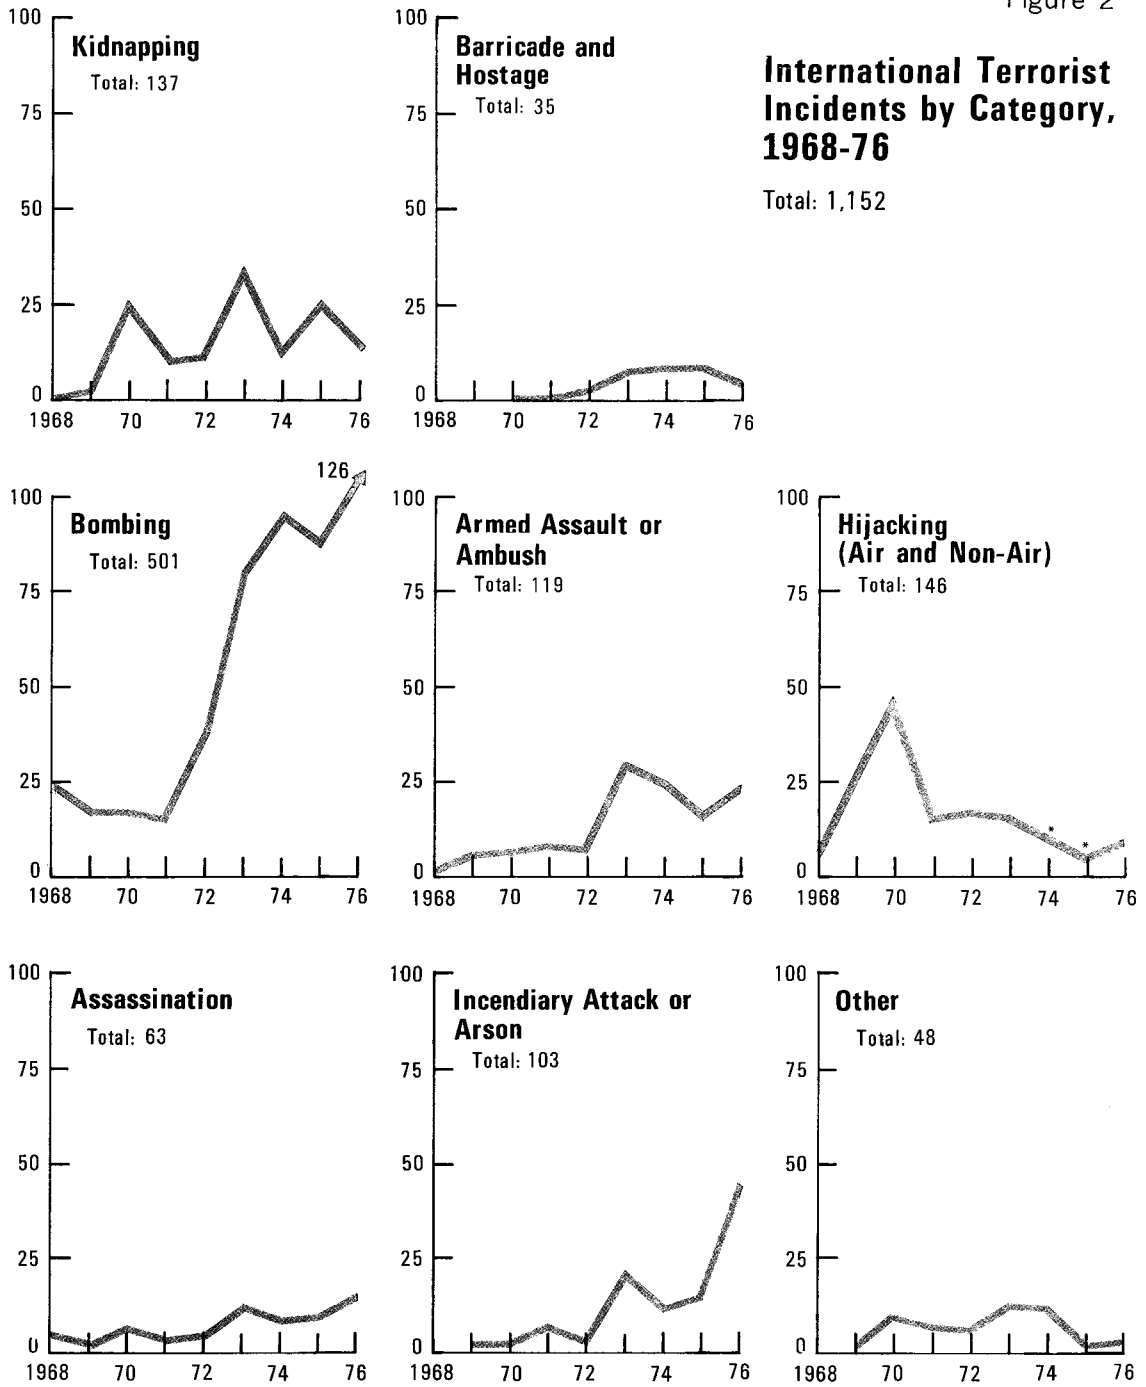 Figure 2
International Terrorist
Incidents by Category,
1968-76
Total: 1,152
Kidnapping
Total: 137
100
75
50
25
0
1968 70 72 74 76
Barricade and
Hostage
Total: 35
100
75
50
25
0
1968 70 72 74 76
Bombing
Total: 501
126
100
75
50
25
0
1968 70 72 74 76
Armed Assault or
Ambush
Total: 119
100
75
50
25
0
1968 70 72 74 76
Hijacking
(Air and Non-Air)
Total: 146
100
75
50
25
0
* *
1968 70 72 74 76
Assassination
Total: 63
100
75
50
25
0
1968 70 72 74 76
Incendiary Attack or
Arson
Total: 103
100
75
50
25
0
1968 70 72 74 76
Other
Total: 48
100
75
50
25
0
1968 70 72 74 76